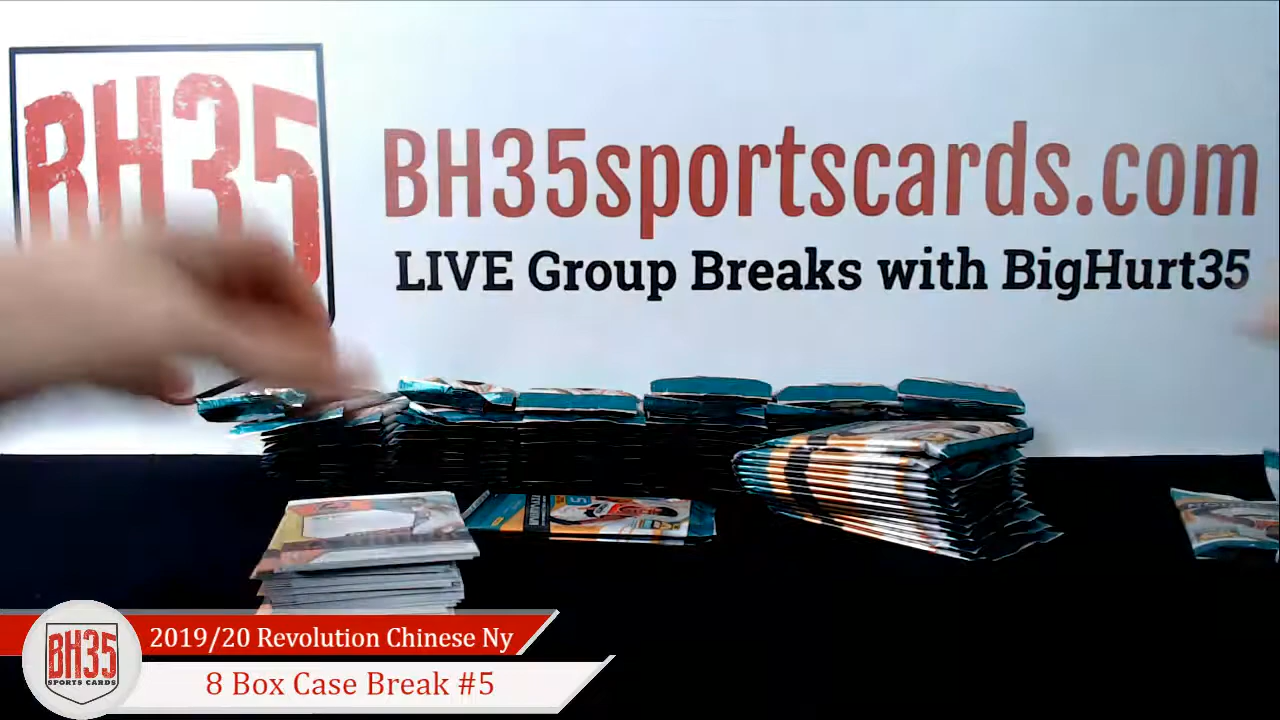 BH35
BH35sportscards.com
LIVE Group Breaks with BigHurt35
BH35
SPORTS CARDS
2019/20 Revolution Chinese Ny
8 Box Case Break #5